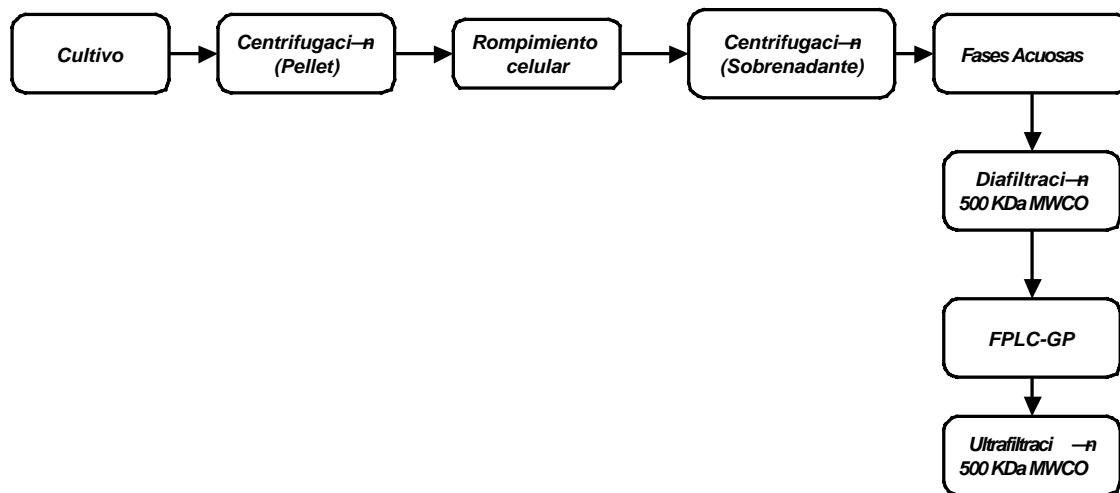 Cultivo
Centrifugaci—n
(Pellet)
Rompimiento
celular
Centrifugaci—n
(Sobrenadante)
Fases Acuosas
Diafiltraci—n
500 KDa MWCO
FPLC-GP
Ultrafiltraci —n
500 KDa MWCO